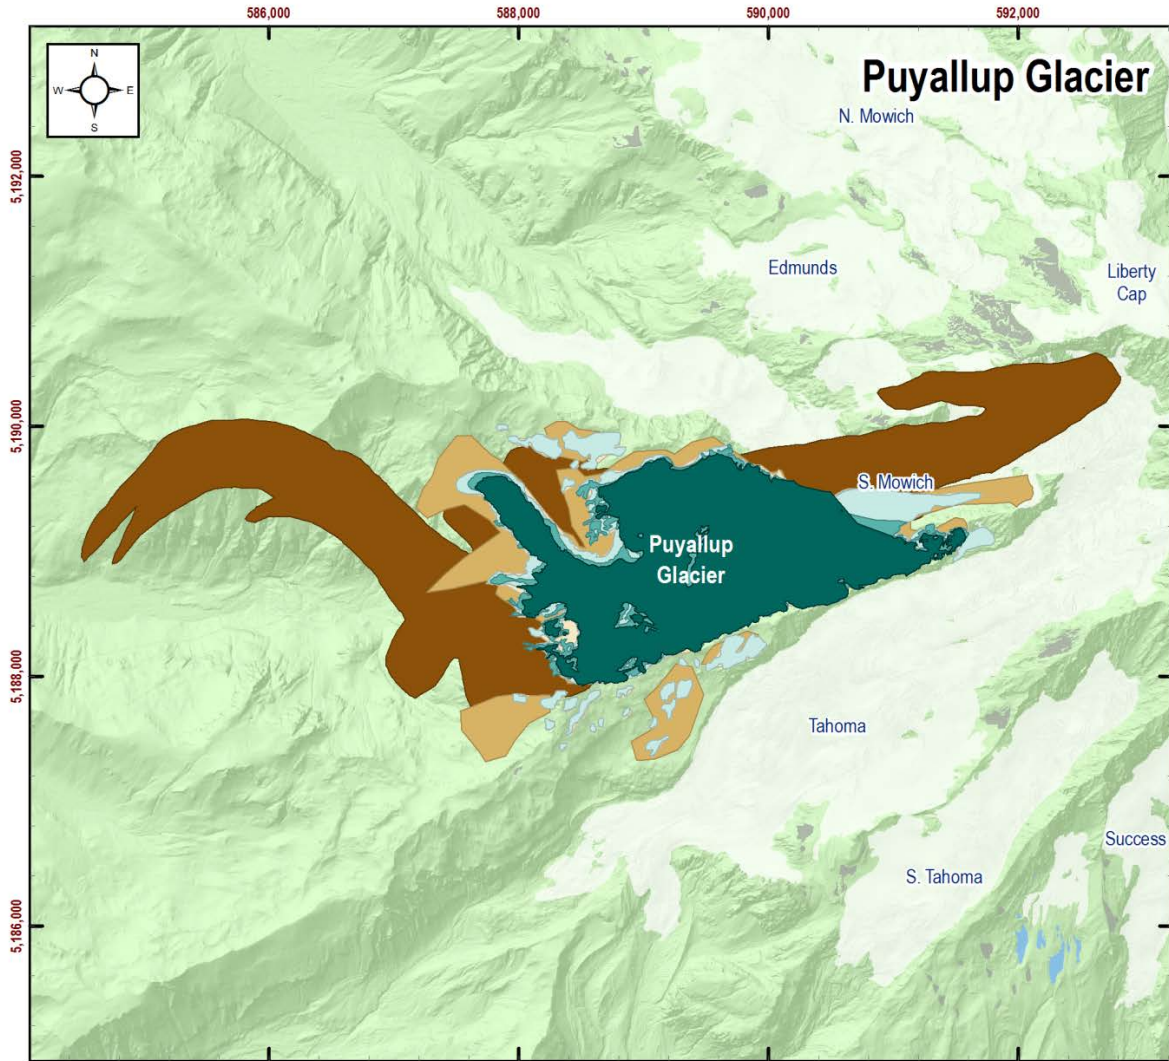 586,000
588,000
590,000
592,000
N
W
E
S
Puyallup Glacier
N. Mowich
5,192,000
Edmunds
Liberty
Cap
5,190,000
S. Mowich
Puyallup
Glacier
5,188,000
Tahoma
Success
S. Tahoma
5,186,000